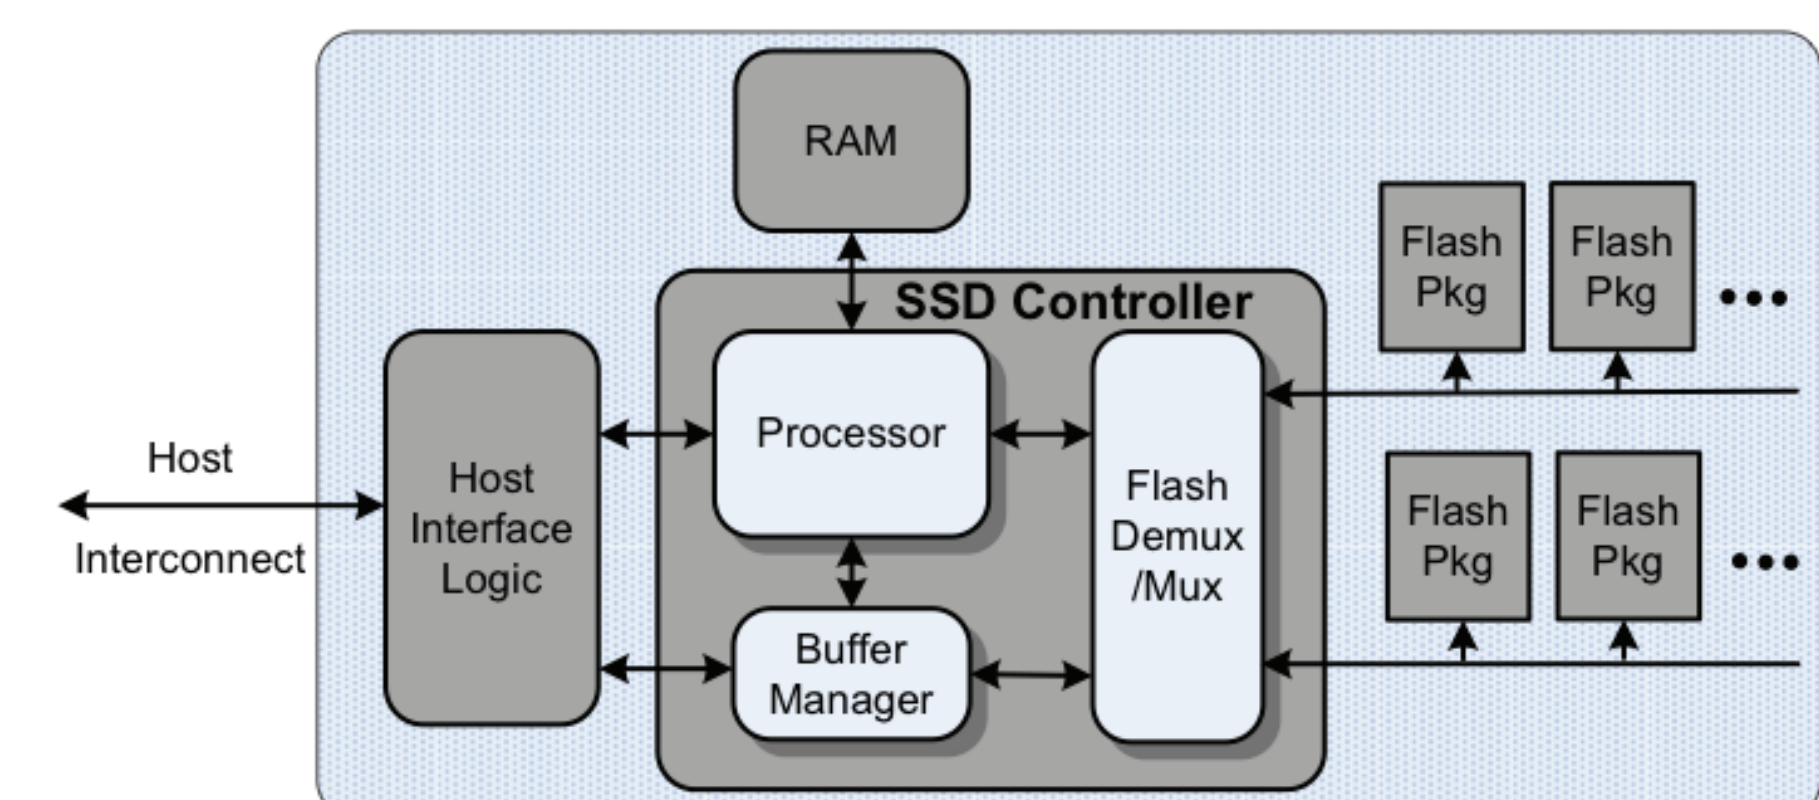 RAM
SSD Controller
Flash
Pkg
Flash
Pkg
Host
Interconnect
Host
Interface
Logic
Processor
Buffer
Manager
Flash
Demux
/Mux
Flash
Pkg
Flash
Pkg